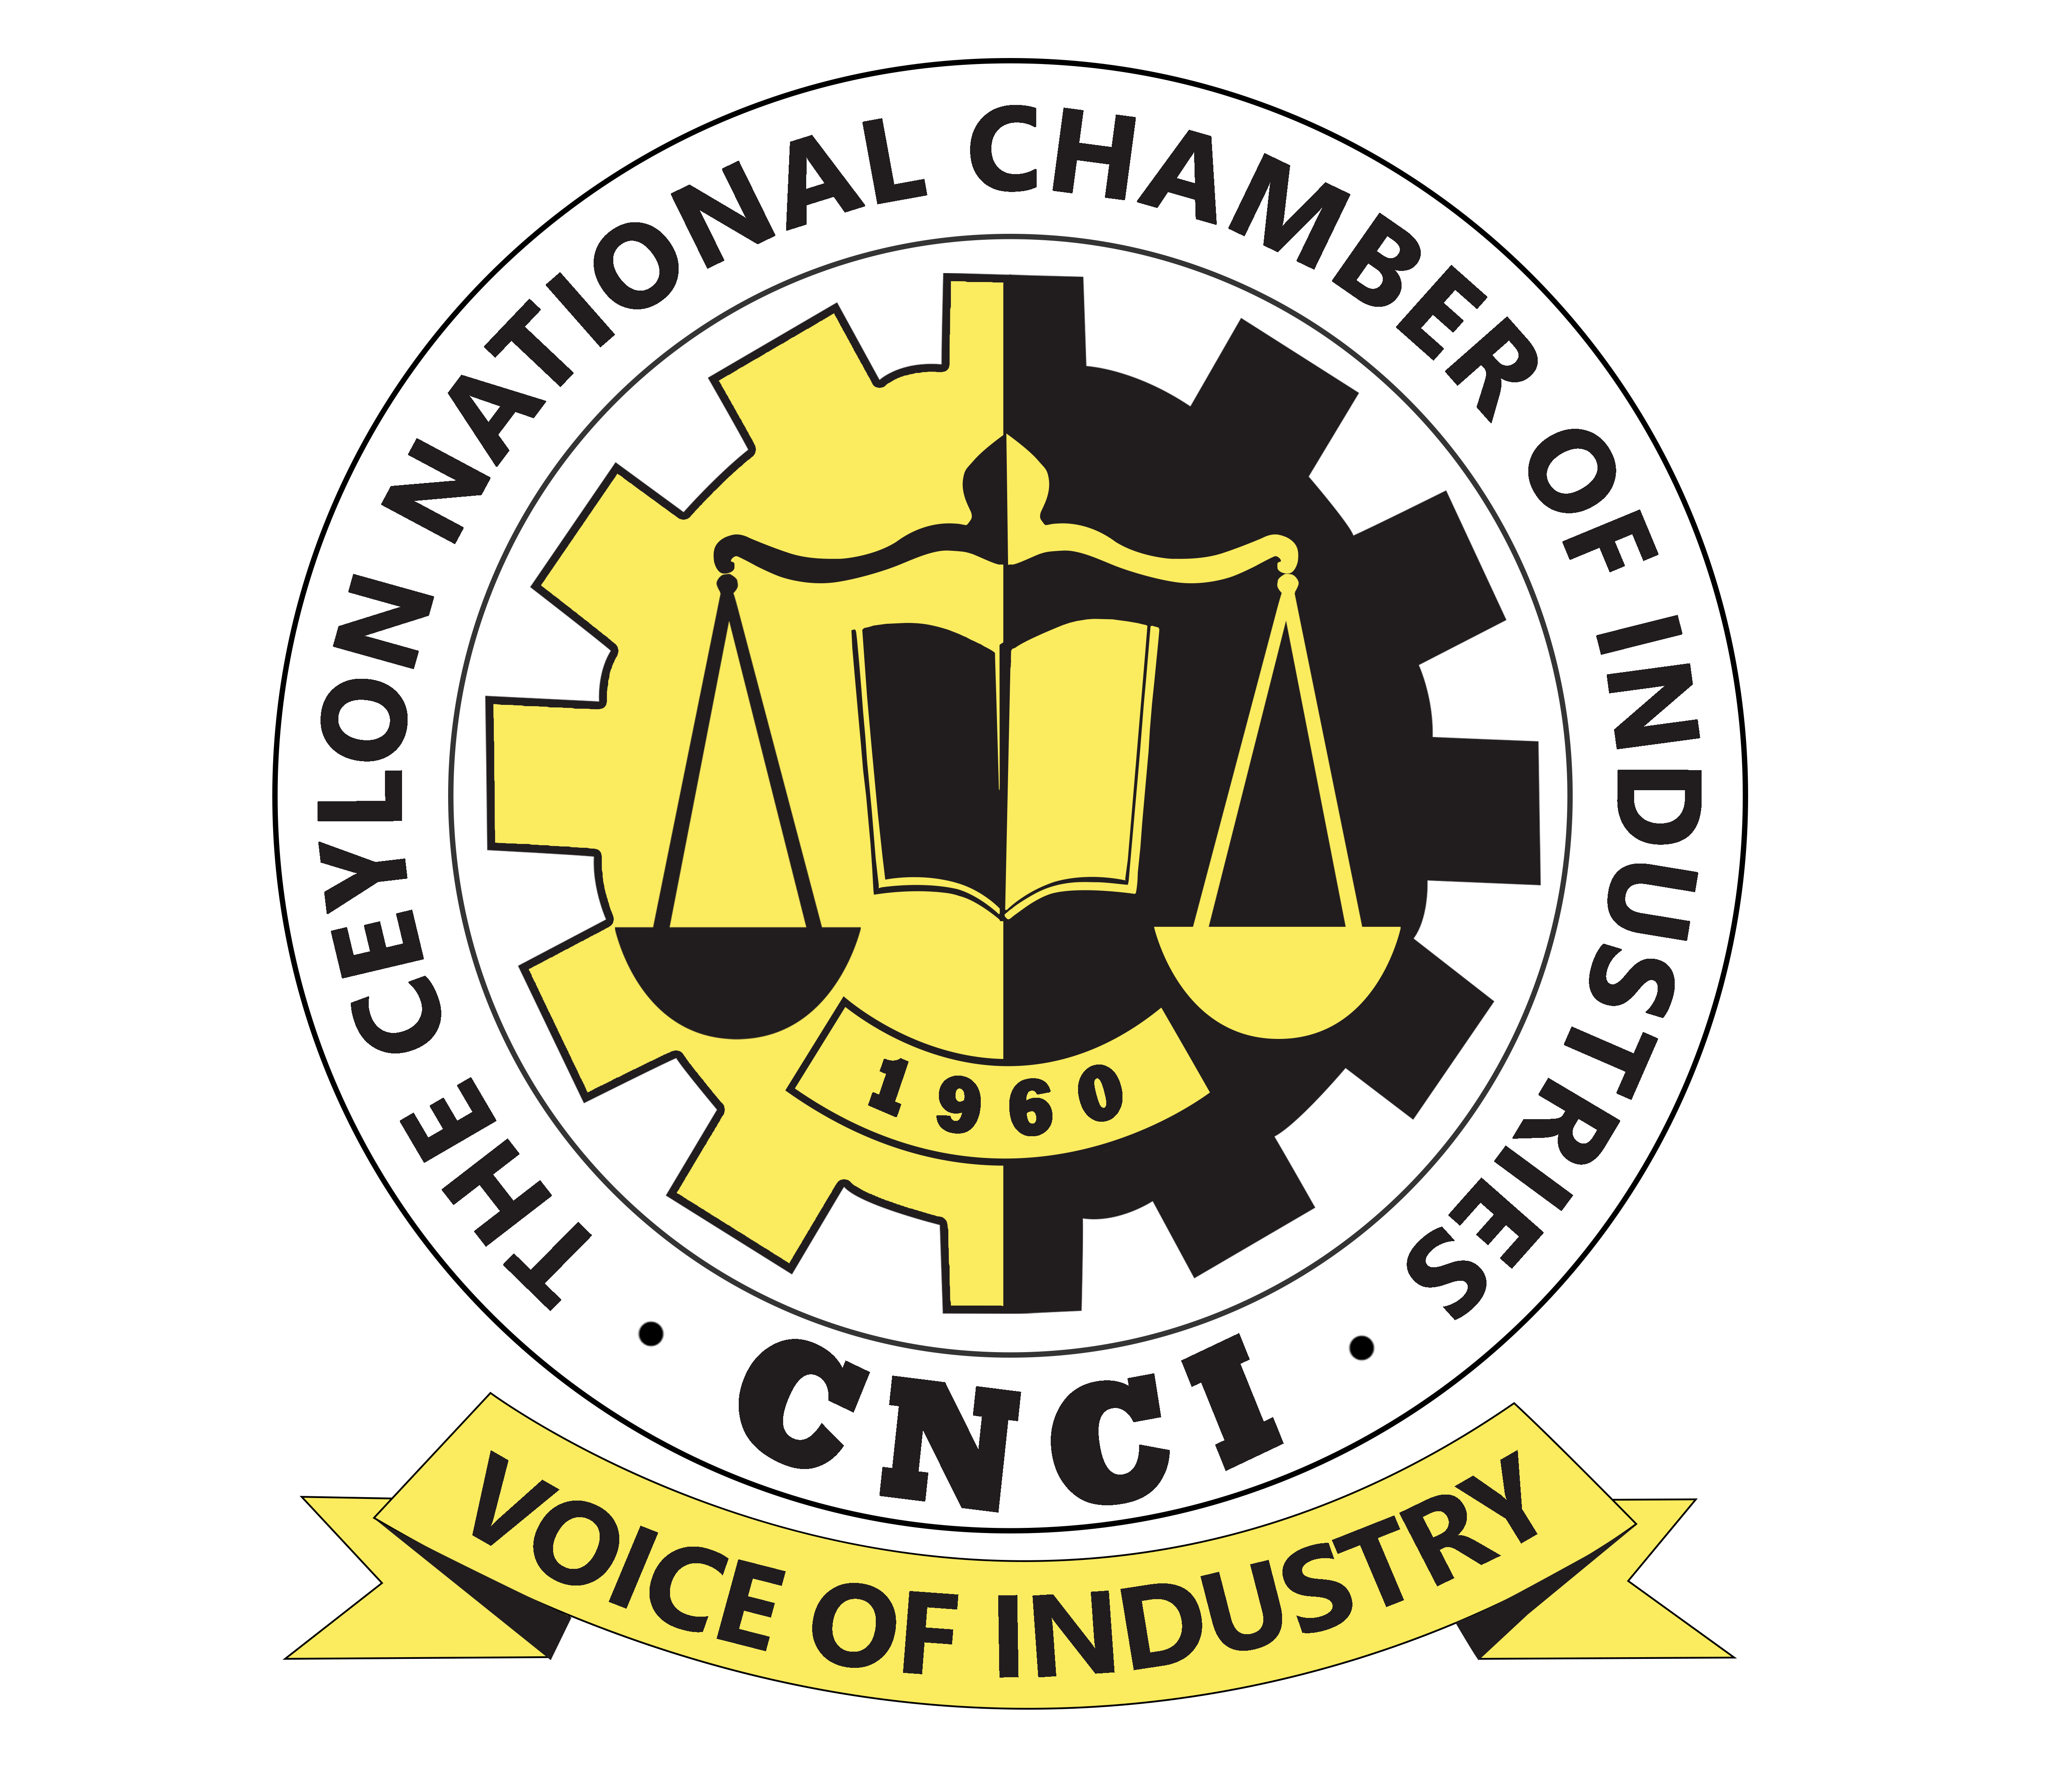 THE CEYLON NATIONAL CHAMBER OF INDUSTRIES
1960
• CNCI •
VOICE OF INDUSTRY